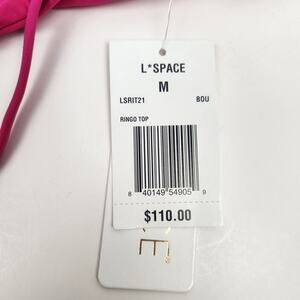 L*SPACE
M
LSRIT21 BOU
RINGO TOP
8 40149 54905 9
$110.00
E